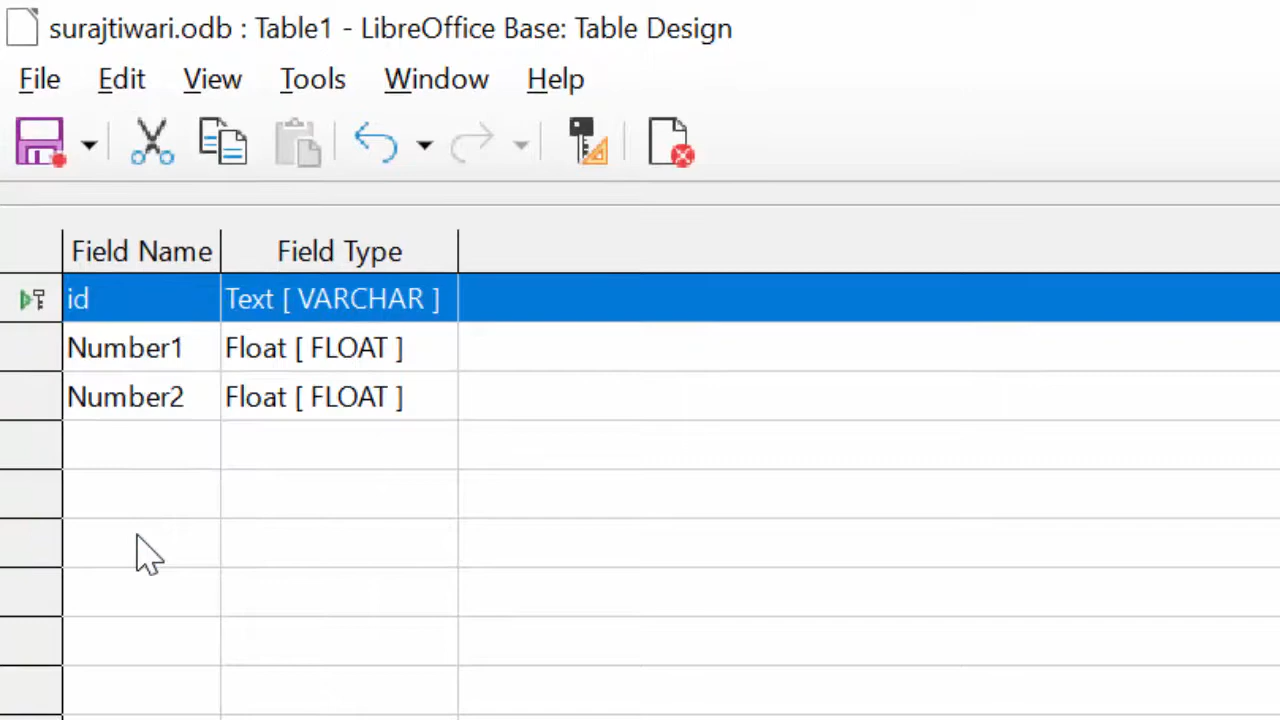 surajtiwari.odb : Table1 - LibreOffice Base: Table Design
File Edit View Tools Window Help
Field Name Field Type
id Text [ VARCHAR ]
Number1 Float [ FLOAT ]
Number2 Float [ FLOAT ]